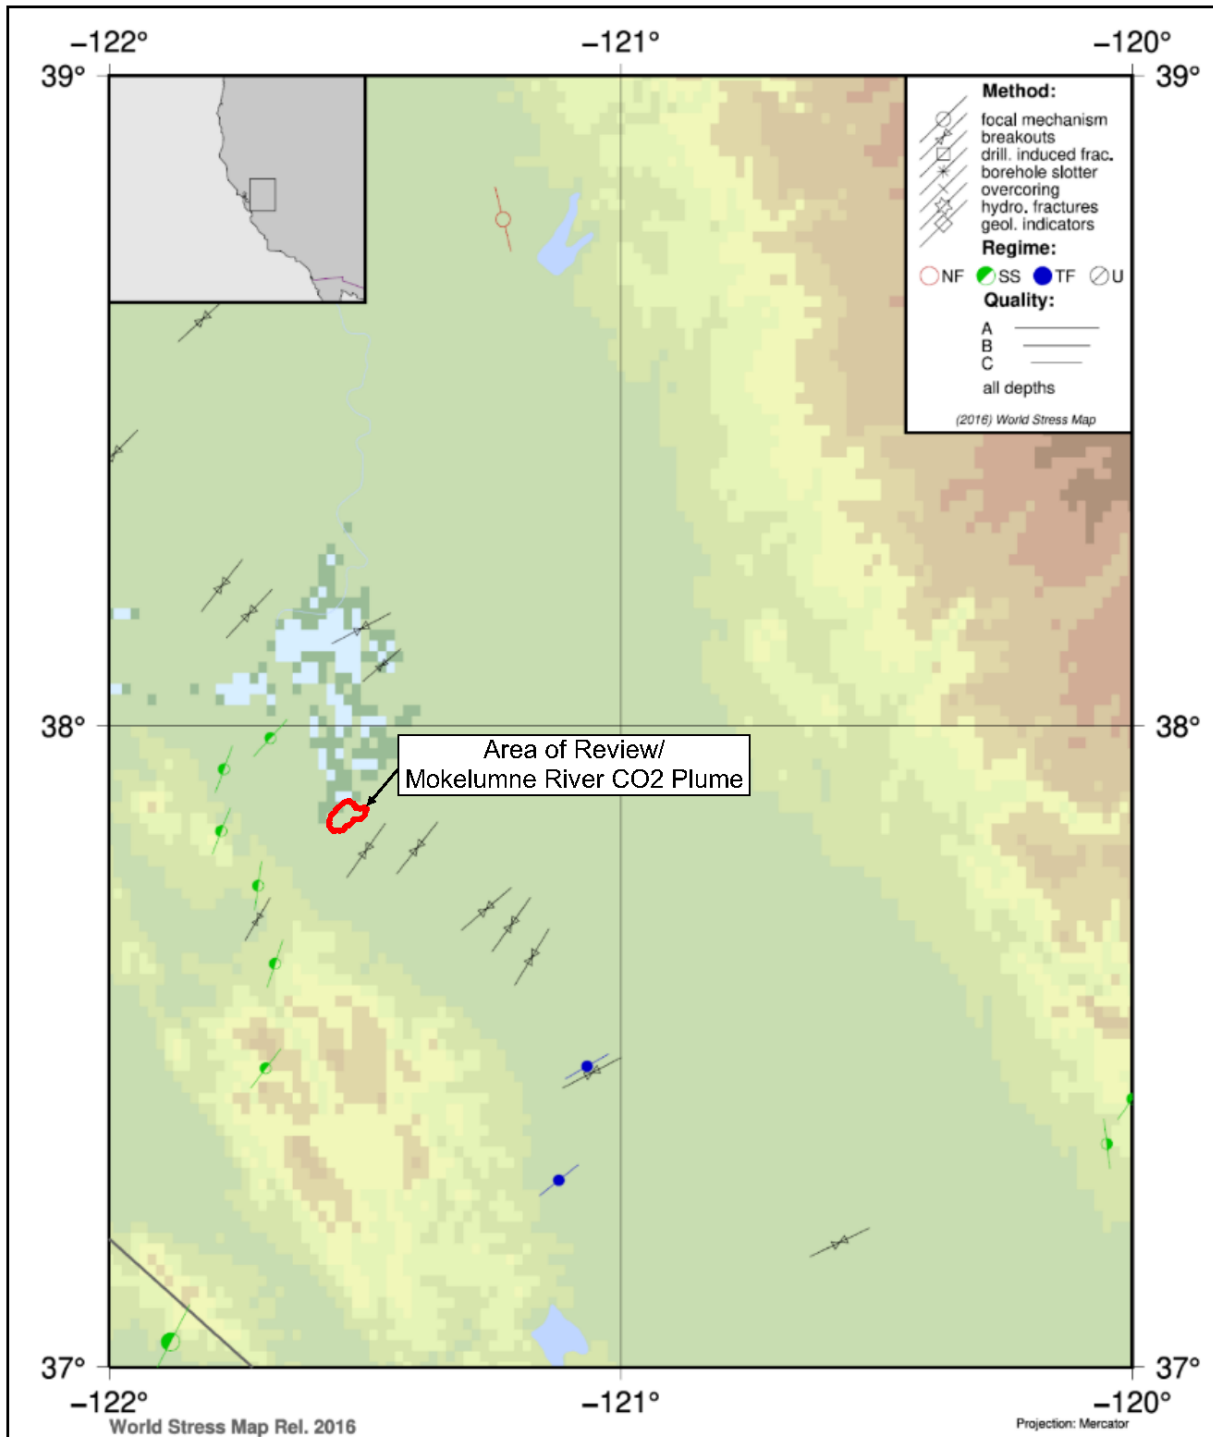 −122°
−121°
−120°
39°
39°
Method:
focal mechanism
breakouts
drill. induced frac.
borehole slotter
overcoring
hydro. fractures
geol. indicators
Regime:
NF SS TF U
Quality:
A
B
C
all depths
(2016) World Stress Map
38°
38°
Area of Review/
Mokelumne River CO2 Plume
37°
37°
−122°
−121°
−120°
World Stress Map Rel. 2016
Projection: Mercator